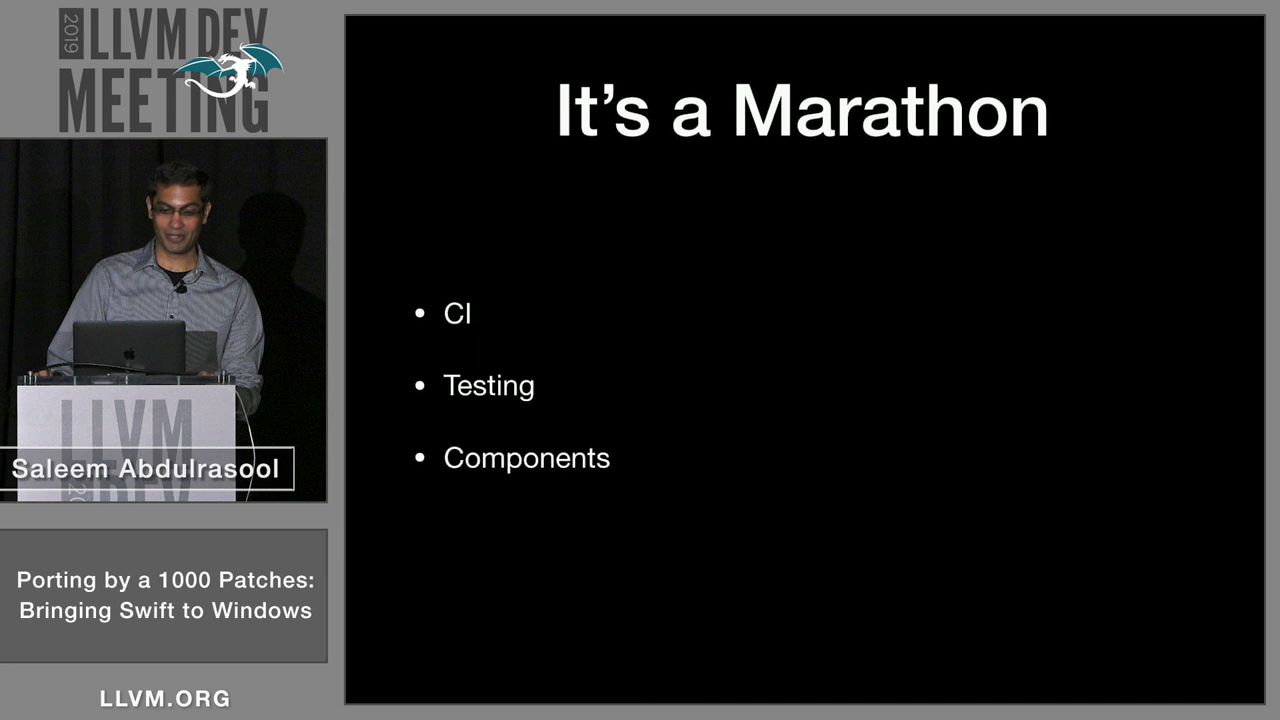 2019
LLVM DEV
MEETING
It’s a Marathon
• CI
• Testing
• Components
LLVM
Saleem Abdulrasool
Porting by a 1000 Patches:
Bringing Swift to Windows
LLVM.ORG